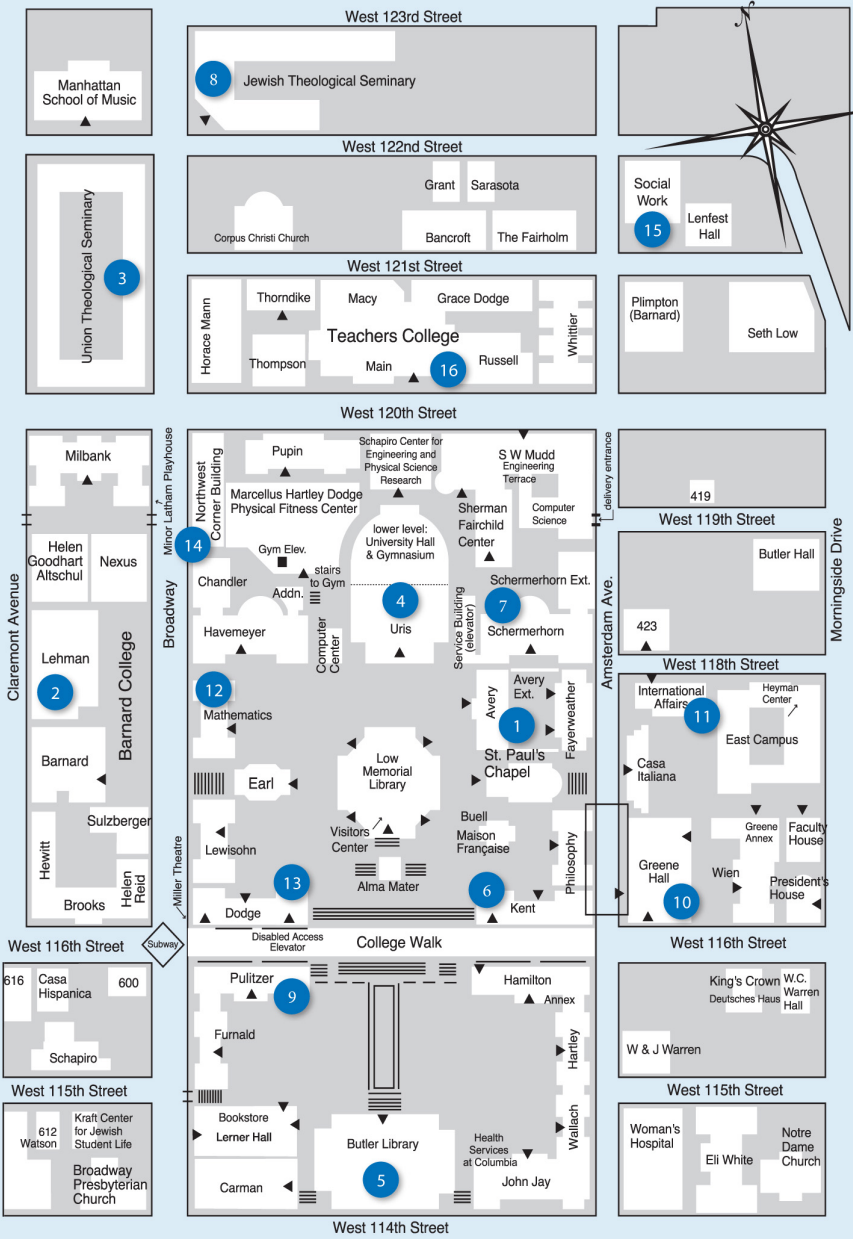 West 123rd Street
N
Manhattan
School of Music
8
Jewish Theological Seminary
West 122nd Street
Union Theological Seminary
3
Corpus Christi Church
Grant
Sarasota
Bancroft
The Fairholm
Social
Work
15
Lenfest
Hall
West 121st Street
Horace Mann
Thorndike
Thompson
Macy
Grace Dodge
Teachers College
Main
16
Russell
Whittier
Plimpton
(Barnard)
Seth Low
West 120th Street
Milbank
Minor Latham Playhouse
Northwest
Corner Building
Pupin
Marcellus Hartley Dodge
Physical Fitness Center
Schapiro Center for
Engineering and
Physical Science
Research
S W Mudd
Engineering
Terrace
Computer
Science
Sherman
Fairchild
Center
delivery entrance
419
West 119th Street
Helen
Goodhart
Altschul
Nexus
14
Gym Elev.
stairs
to Gym
lower level:
University Hall
& Gymnasium
Butler Hall
Claremont Avenue
Broadway
Chandler
Addn.
4
Uris
Service Building
(elevator)
7
Schermerhorn Ext.
Schermerhorn
Amsterdam Ave.
423
Morningside Drive
Lehman
2
Barnard College
Havemeyer
Computer
Center
West 118th Street
12
Mathematics
Avery
Avery
Ext.
1
Fayerweather
International
Affairs
11
Heyman
Center
East Campus
Barnard
Earl
Low
Memorial
Library
St. Paul's
Chapel
Casa
Italiana
Sulzberger
Hewitt
Helen
Reid
Brooks
Miller Theatre
Lewisohn
Visitors
Center
Alma Mater
Buell
Maison
Française
Philosophy
Greene
Hall
10
Greene
Annex
Wien
Faculty
House
President's
House
13
Dodge
6
Kent
Disabled Access
Elevator
West 116th Street
Subway
College Walk
West 116th Street
616
Casa
Hispanica
600
Schapiro
Pulitzer
9
Furnald
Hamilton
Annex
Hartley
King's Crown
Deutsches Haus
W.C.
Warren
Hall
W & J Warren
West 115th Street
West 115th Street
612
Watson
Kraft Center
for Jewish
Student Life
Broadway
Presbyterian
Church
Bookstore
Lerner Hall
Carman
Butler Library
5
Health
Services
at Columbia
John Jay
Wallach
Woman's
Hospital
Eli White
Notre
Dame
Church
West 114th Street